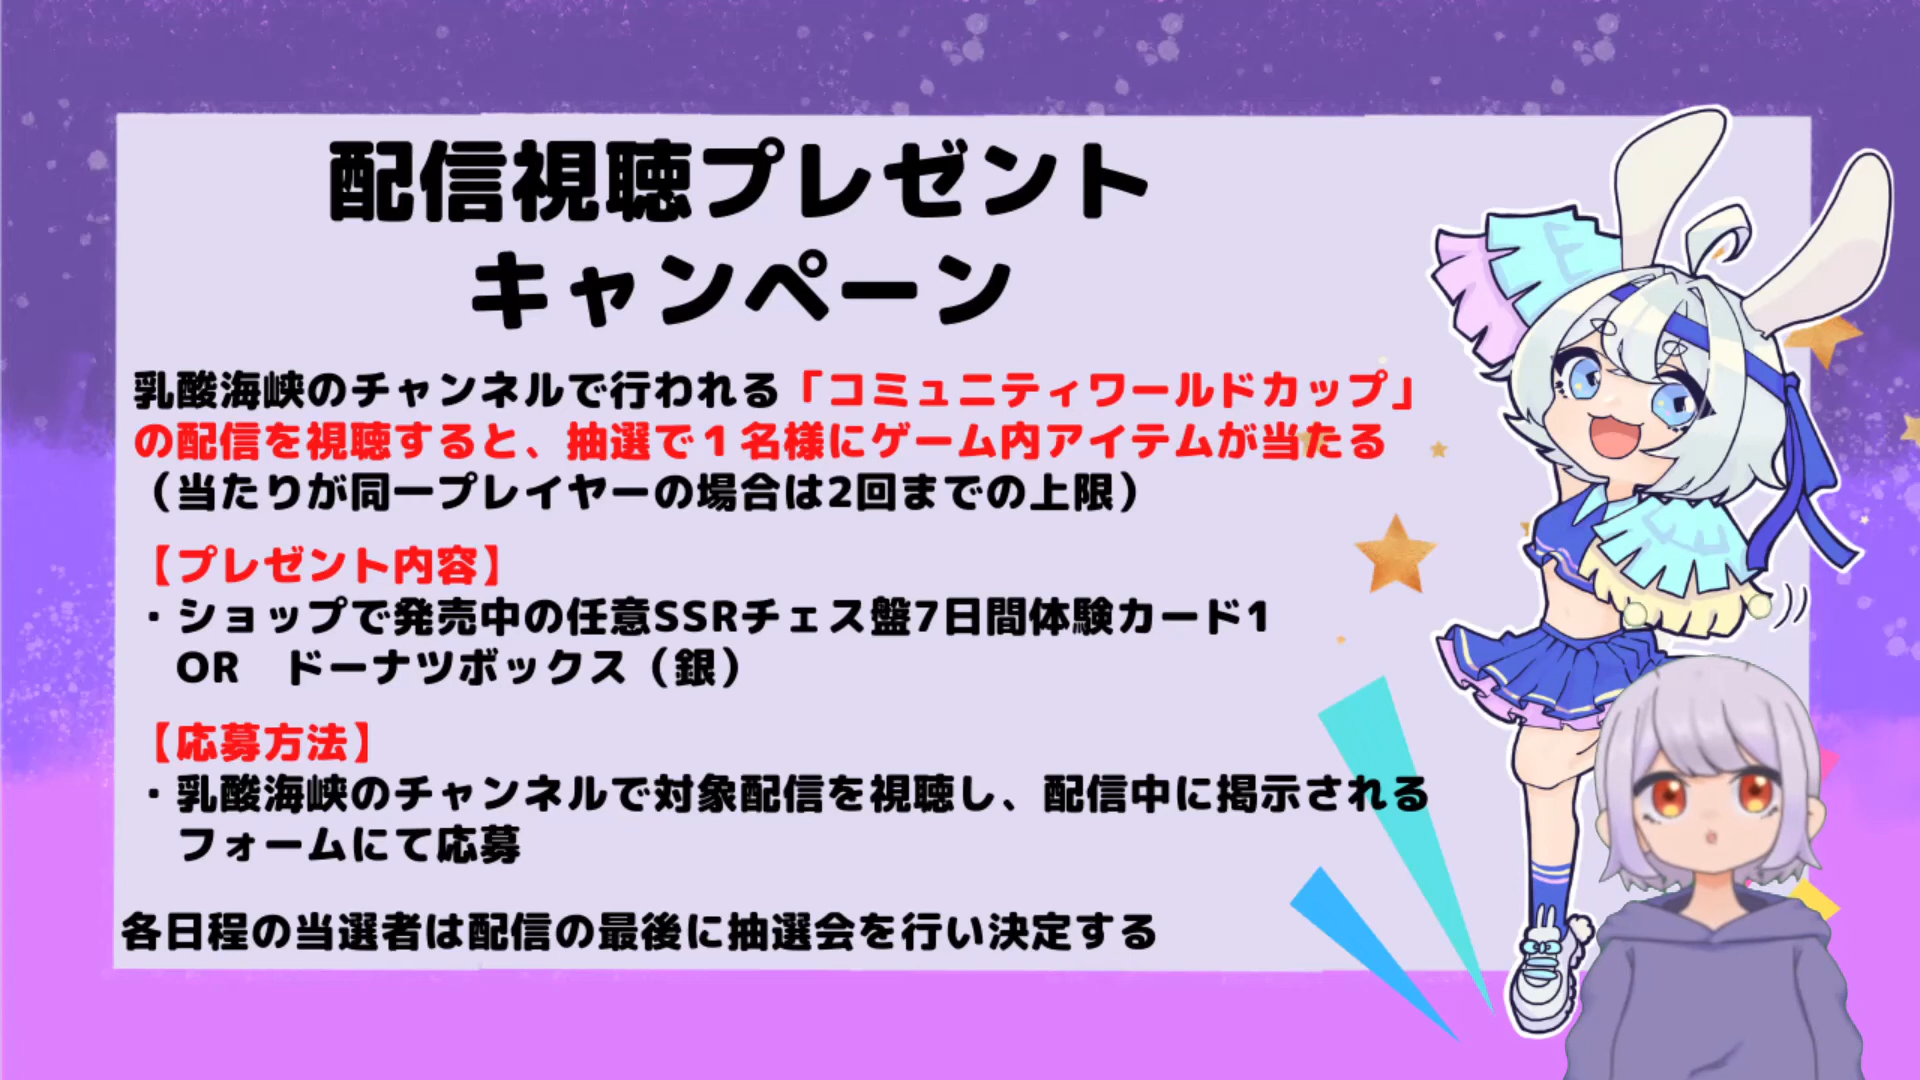 配信視聴プレゼント
キャンペーン
乳酸海峡のチャンネルで行われる「コミュニティワールドカップ」
の配信を視聴すると、抽選で１名様にゲーム内アイテムが当たる
（当たりが同一プレイヤーの場合は2回までの上限）
【プレゼント内容】
・ショップで発売中の任意SSRチェス盤7日間体験カード1
OR　ドーナツボックス（銀）
【応募方法】
・乳酸海峡のチャンネルで対象配信を視聴し、配信中に掲示される
フォームにて応募
各日程の当選者は配信の最後に抽選会を行い決定する